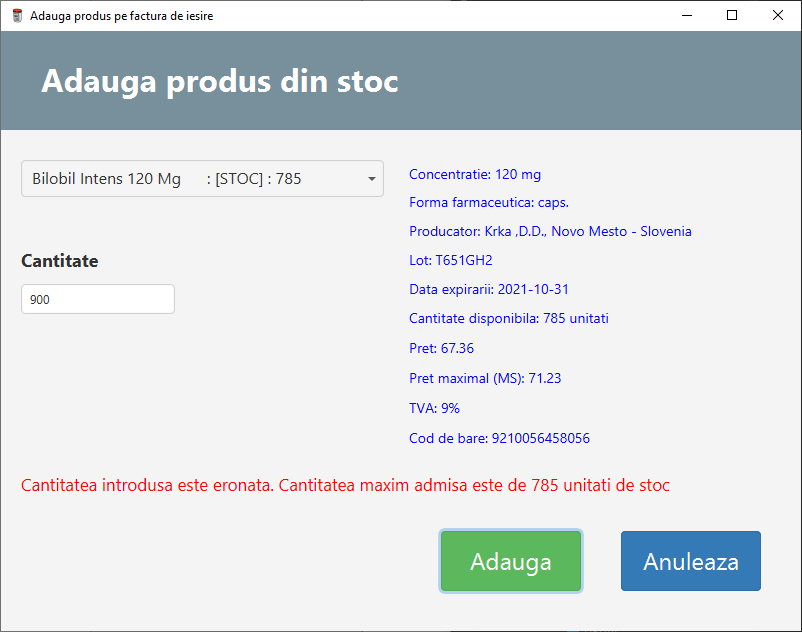 Adauga produs pe factura de iesire
Adauga produs din stoc
Bilobil Intens 120 Mg : [STOC] : 785
Cantitate
900
Concentratie: 120 mg
Forma farmaceutica: caps.
Producator: Krka ,D.D., Novo Mesto - Slovenia
Lot: T651GH2
Data expirarii: 2021-10-31
Cantitate disponibila: 785 unitati
Pret: 67.36
Pret maximal (MS): 71.23
TVA: 9%
Cod de bare: 9210056458056
Cantitatea introdusa este eronata. Cantitatea maxim admisa este de 785 unitati de stoc
Adauga
Anuleaza